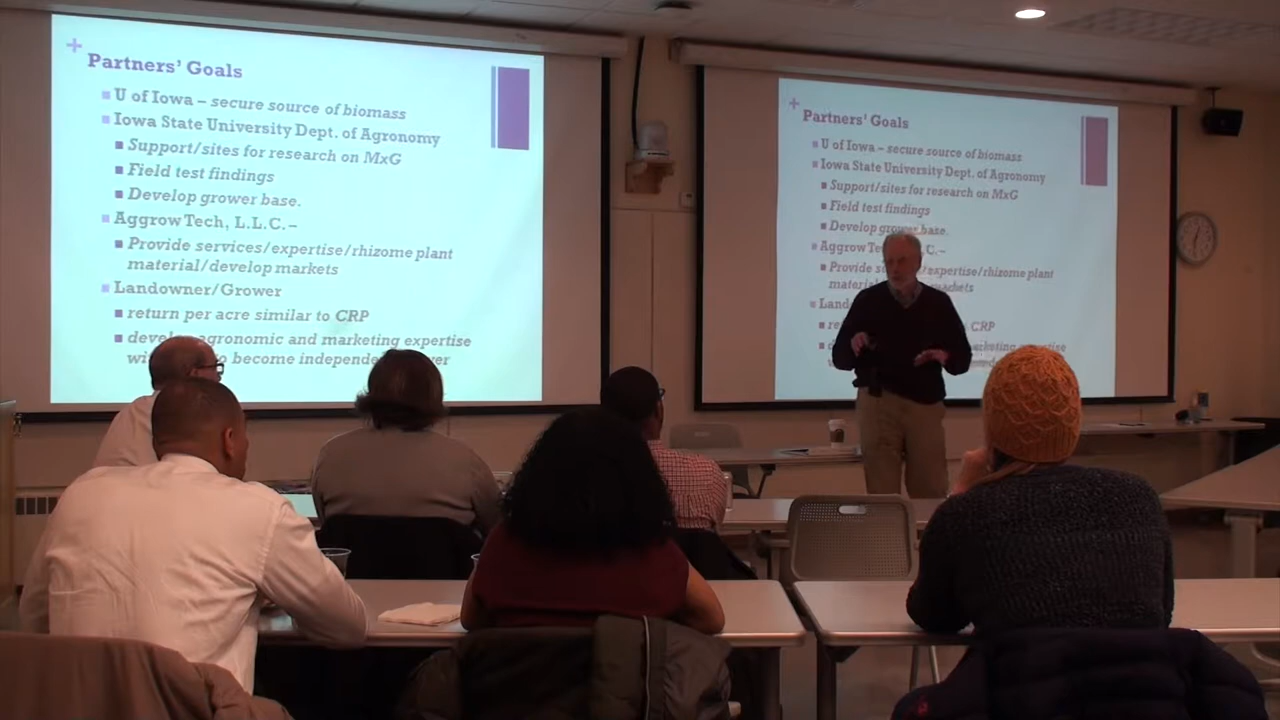 +
Partners' Goals
U of Iowa – secure source of biomass
Iowa State University Dept. of Agronomy
Support/sites for research on MxG
Field test findings
Develop grower base.
Aggrow Tech, L.L.C. –
Provide services/expertise/rhizome plant
material/develop markets
Landowner/Grower
return per acre similar to CRP
agronomic and marketing expertise
to become
+
Partners' Goals
U of Iowa – secure source of biomass
Iowa State University Dept. of Agronomy
Support/sites for research on MxG
Field test findings
Develop grower base.
Aggrow
Provide /expertise/rhizome plant
CRP
expertise